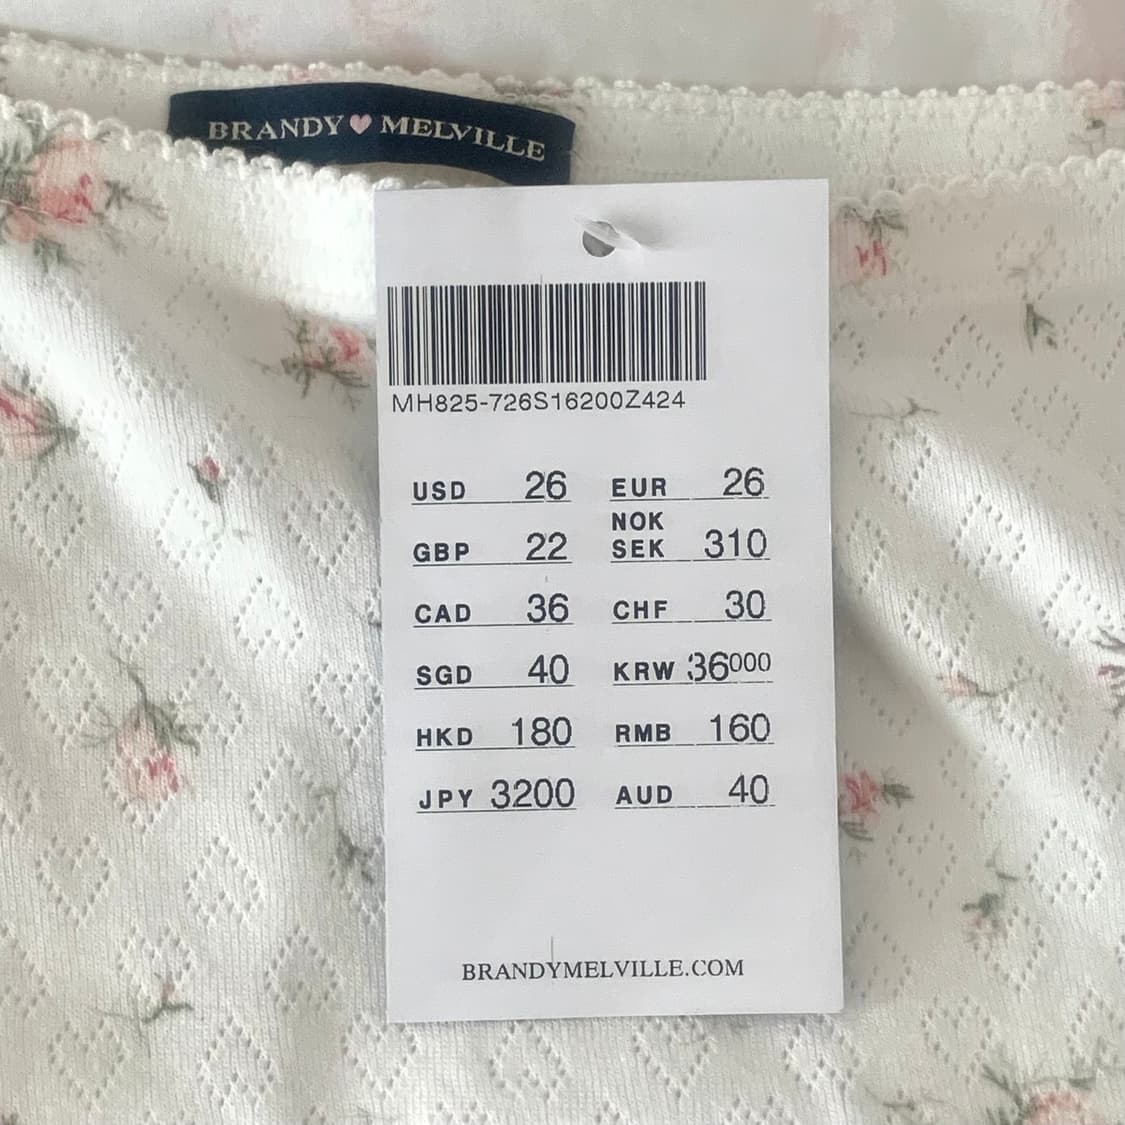 BRANDY♥MELVILLE
MH825-726S16200Z424
USD 26 EUR 26
GBP 22 NOK SEK 310
CAD 36 CHF 30
SGD 40 KRW 36000
HKD 180 RMB 160
JPY 3200 AUD 40
BRANDYMELVILLE.COM